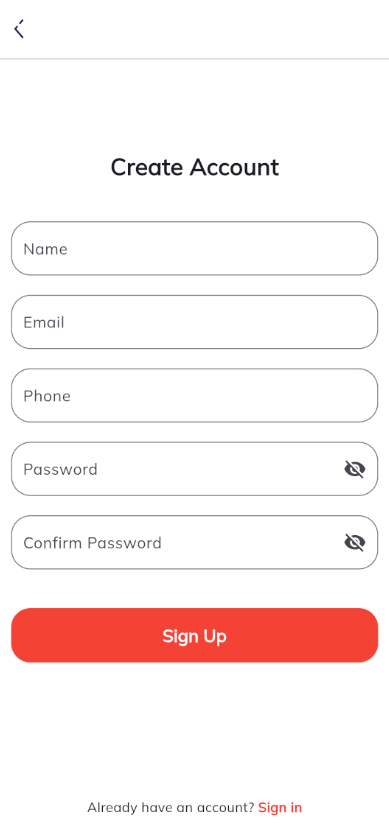 Create Account
Name
Email
Phone
Password
Confirm Password
Sign Up
Already have an account? Sign in